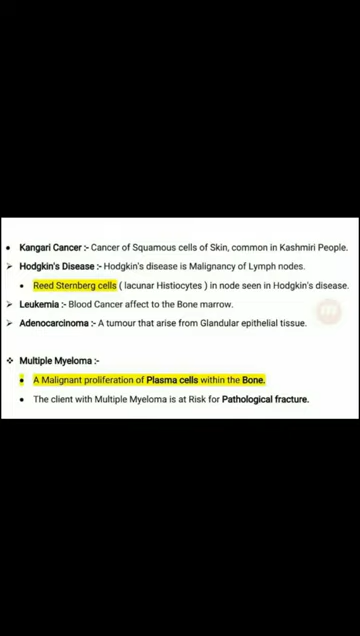 ● Kangari Cancer :- Cancer of Squamous cells of Skin, common in Kashmiri People.
➢ Hodgkin's Disease :- Hodgkin's disease is Malignancy of Lymph nodes.
● Reed Sternberg cells ( lacunar Histiocytes ) in node seen in Hodgkin's disease.
➢ Leukemia :- Blood Cancer affect to the Bone marrow.
➢ Adenocarcinoma :- A tumour that arise from Glandular epithelial tissue.
❖ Multiple Myeloma :-
● A Malignant proliferation of Plasma cells within the Bone.
● The client with Multiple Myeloma is at Risk for Pathological fracture.